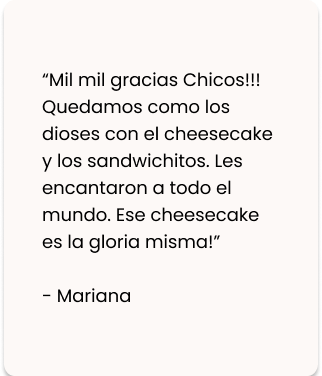 “Mil mil gracias Chicos!!!
Quedamos como los
dioses con el cheesecake
y los sandwichitos. Les
encantaron a todo el
mundo. Ese cheesecake
es la gloria misma!”
- Mariana